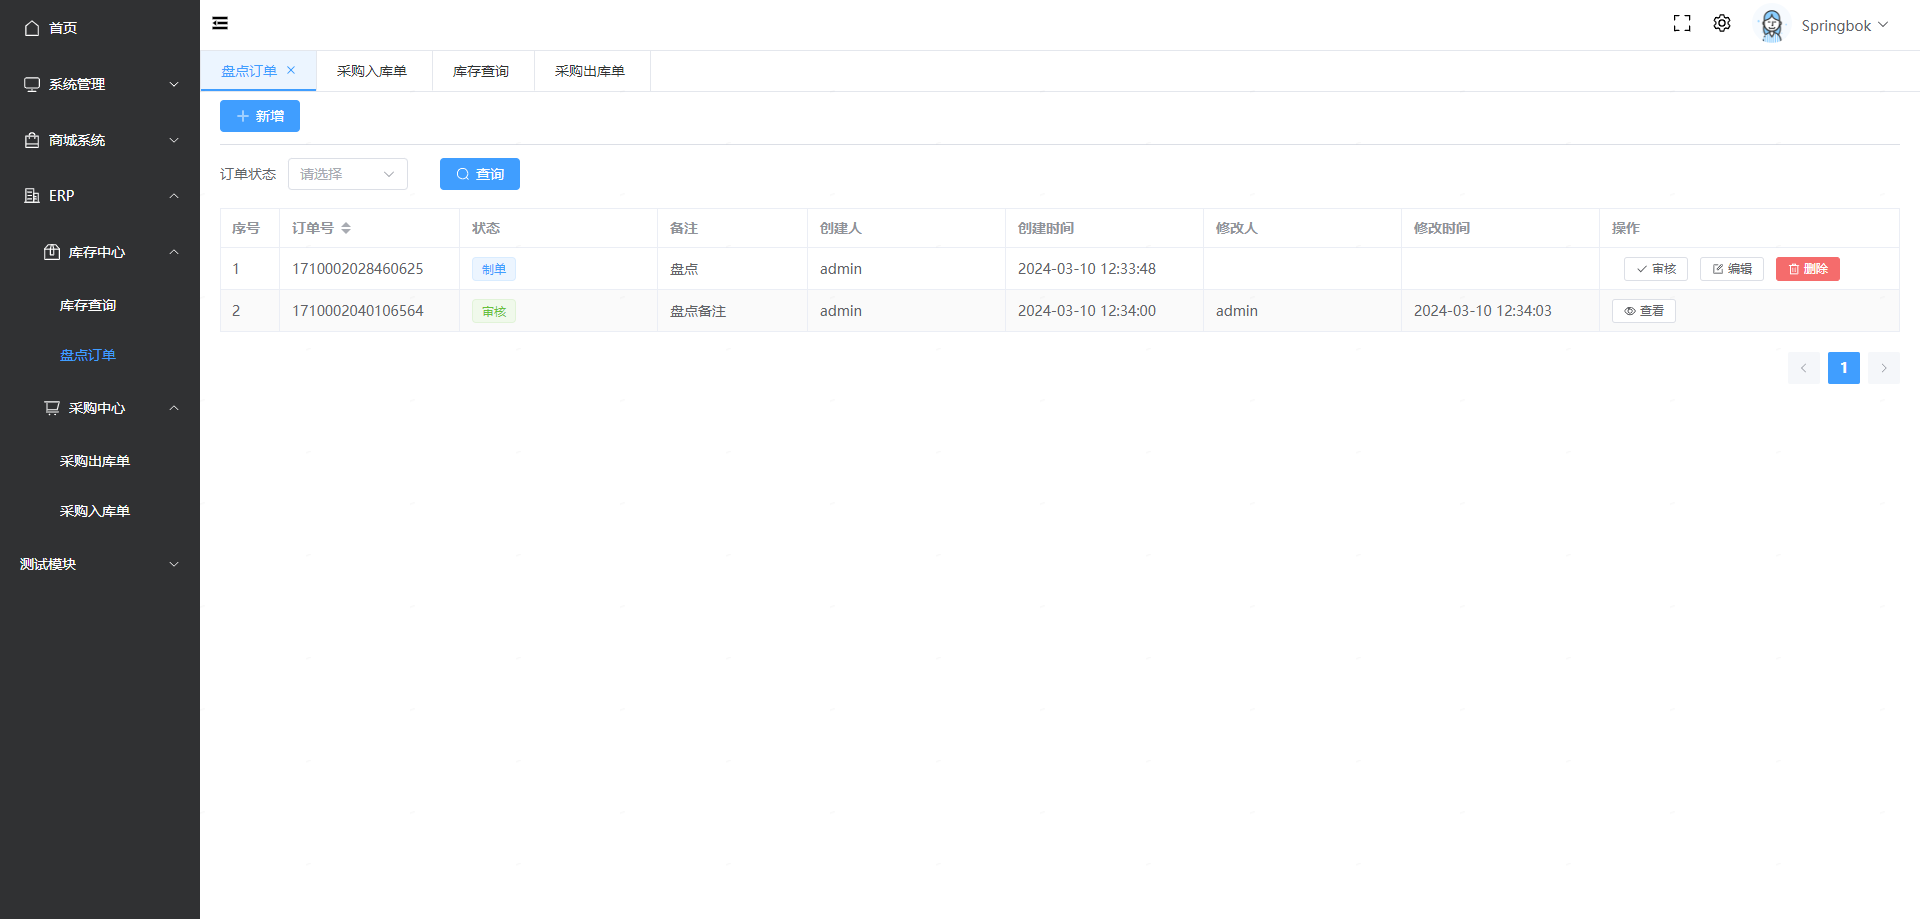 首页
系统管理
商城系统
ERP
库存中心
库存查询
盘点订单
采购中心
采购出库单
采购入库单
测试模块
Springbok
盘点订单 采购入库单 库存查询 采购出库单
新增
订单状态 请选择 查询
序号 订单号 状态 备注 创建人 创建时间 修改人 修改时间 操作
1 1710002028460625 制单 盘点 admin 2024-03-10 12:33:48 审核 编辑 删除
2 1710002040106564 审核 盘点备注 admin 2024-03-10 12:34:00 admin 2024-03-10 12:34:03 查看
1